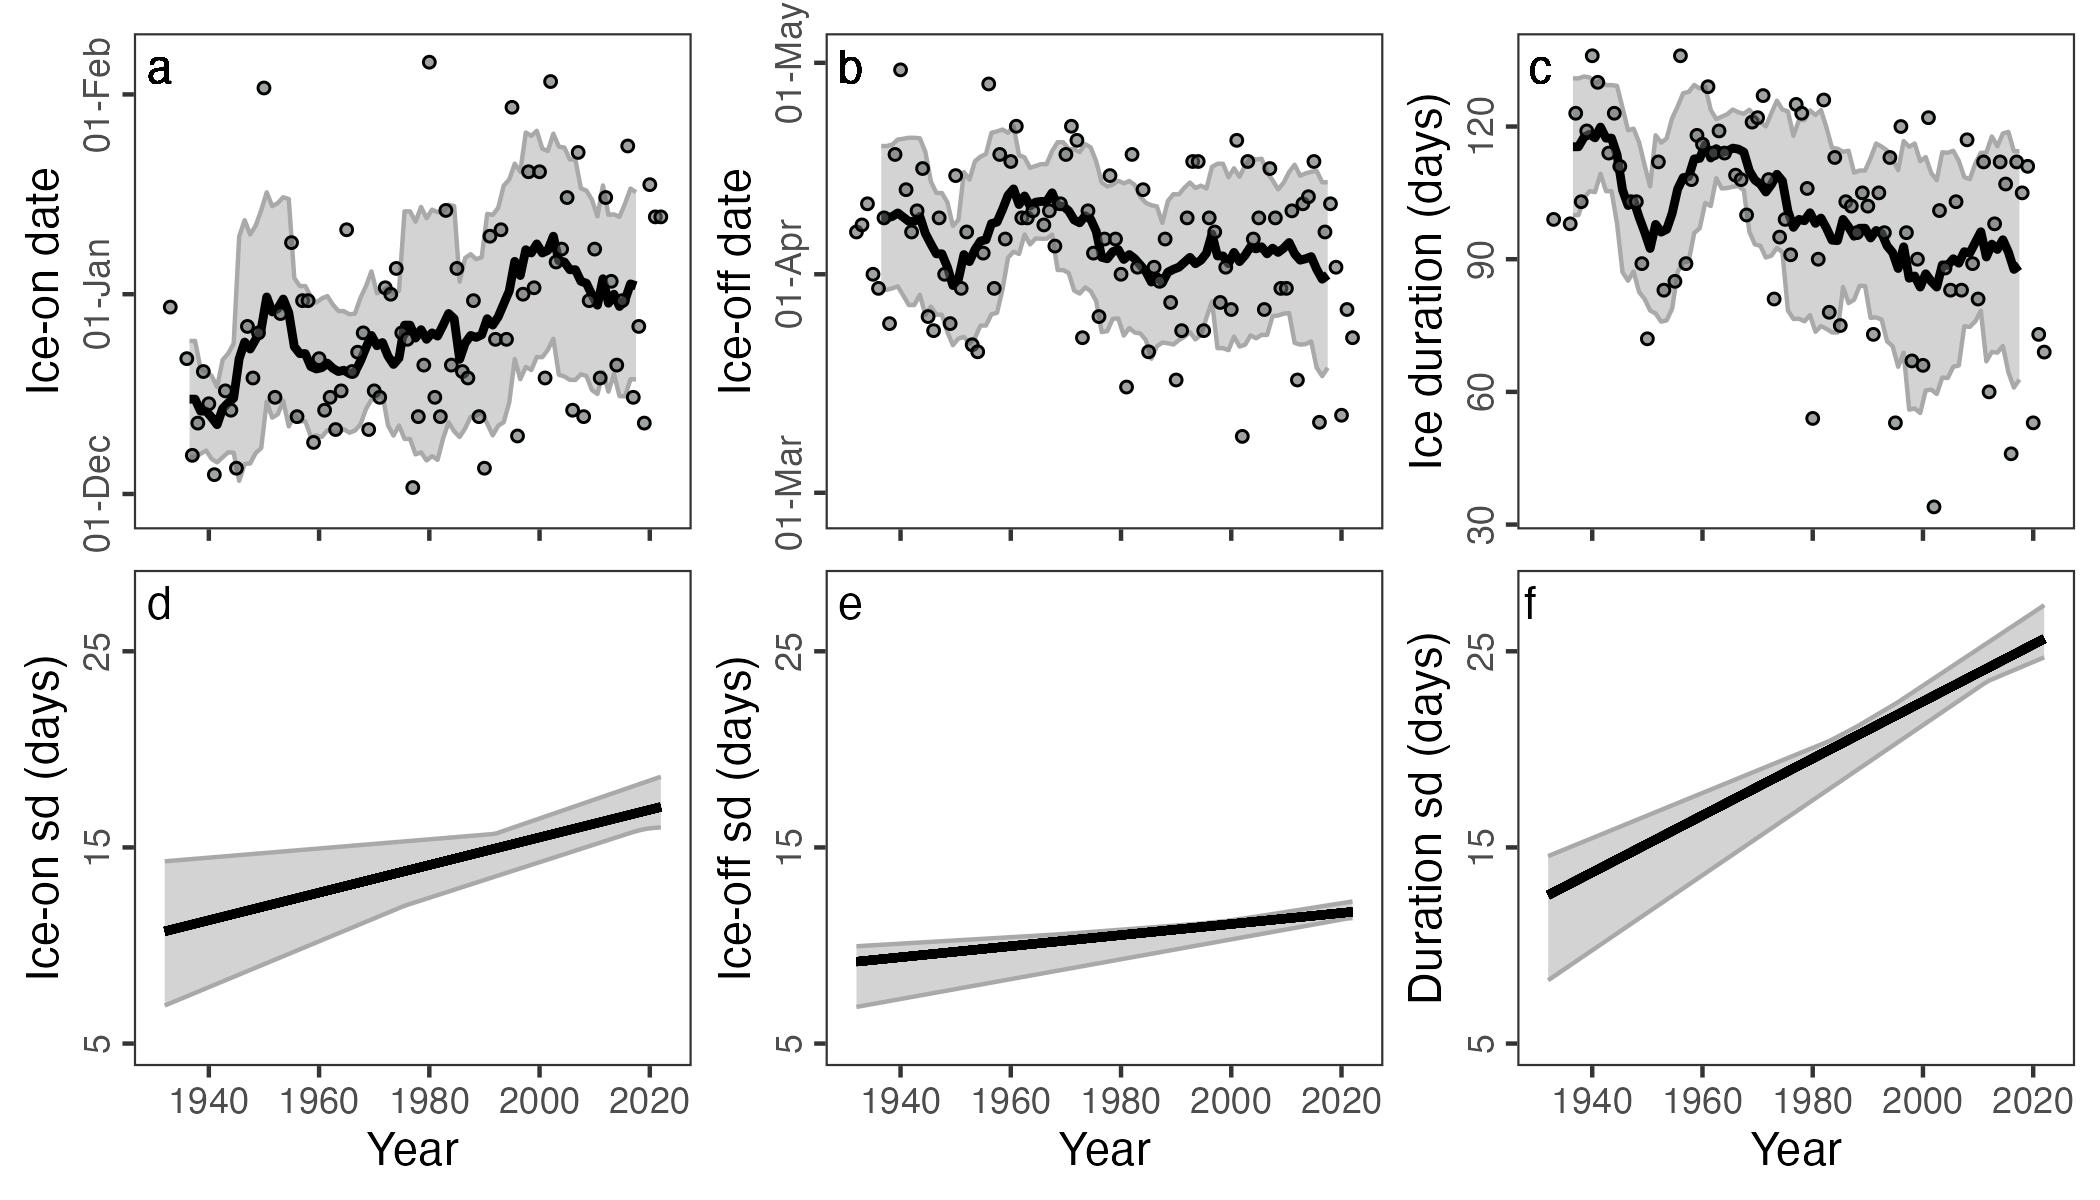 a
Ice-on date
01-Feb
01-Jan
01-Dec
b
Ice-off date
01-May
01-Apr
01-Mar
c
Ice duration (days)
120
90
60
30
d
Ice-on sd (days)
25
15
5
1940 1960 1980 2000 2020
Year
e
Ice-off sd (days)
25
15
5
1940 1960 1980 2000 2020
Year
f
Duration sd (days)
25
15
5
1940 1960 1980 2000 2020
Year